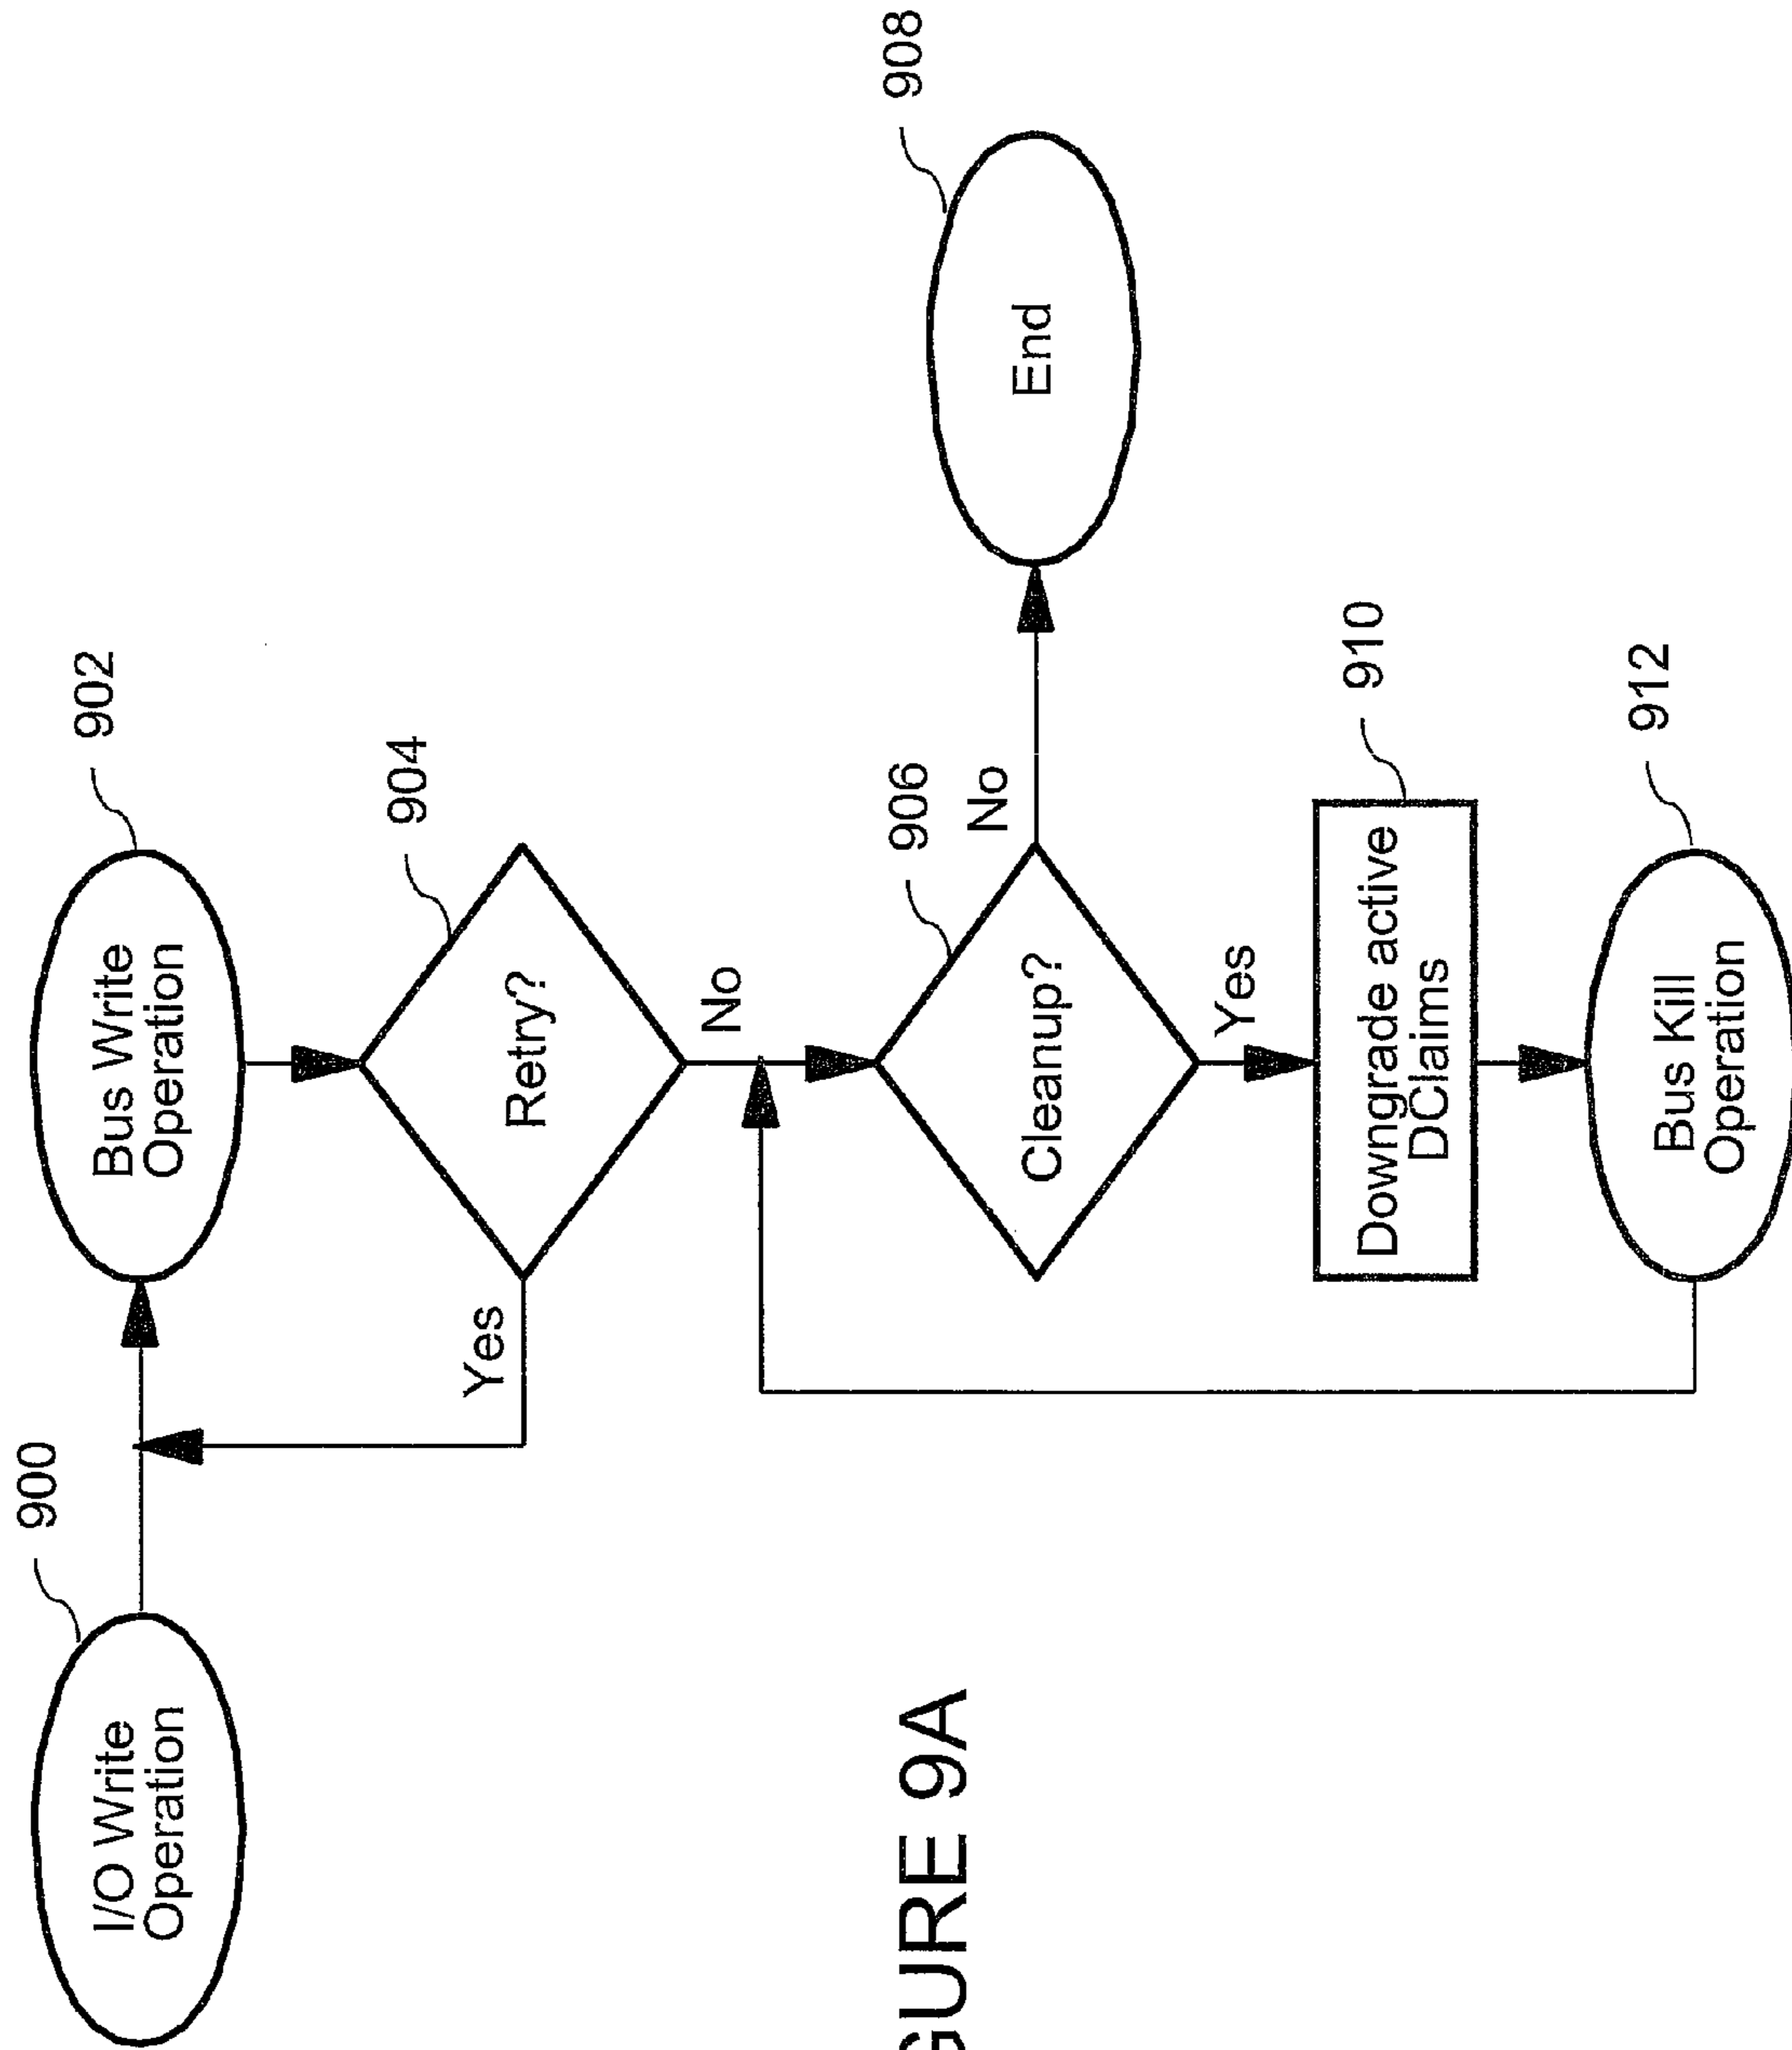 900
I/O Write
Operation
902
Bus Write
Operation
904
Retry?
Yes
No
906
Cleanup?
No
908
End
Yes
910
Downgrade active
DClaims
912
Bus Kill
Operation
GURE 9A